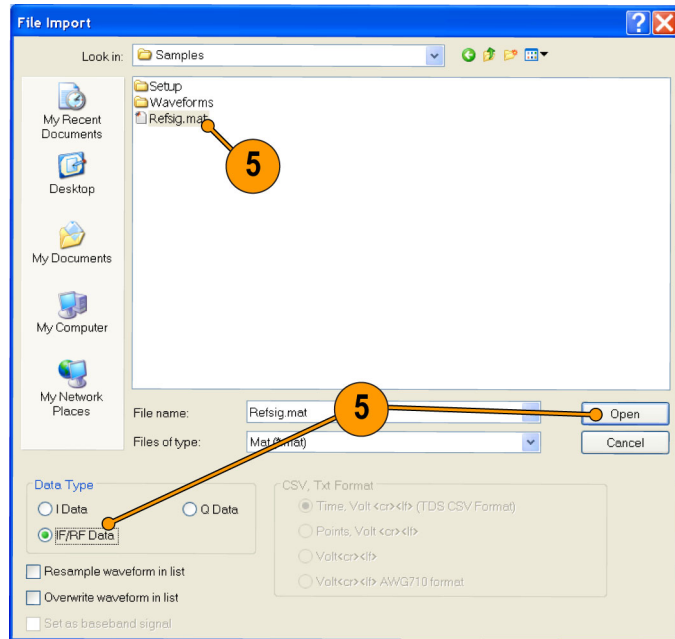 File Import
Look in:
Samples
My Recent
Documents
Desktop
My Documents
My Computer
My Network
Places
Setup
Waveforms
Refsig.mat
5
File name:
Refsig.mat
5
Open
Files of type:
Mat (*.mat)
Cancel
Data Type
I Data
Q Data
IF/RF Data
Resample waveform in list
Overwrite waveform in list
Set as baseband signal
CSV, Txt Format
Time, Volt <cr><lf> (TDS CSV Format)
Points, Volt <cr><lf>
Volt<cr><lf>
Volt<cr><lf> AWG710 format